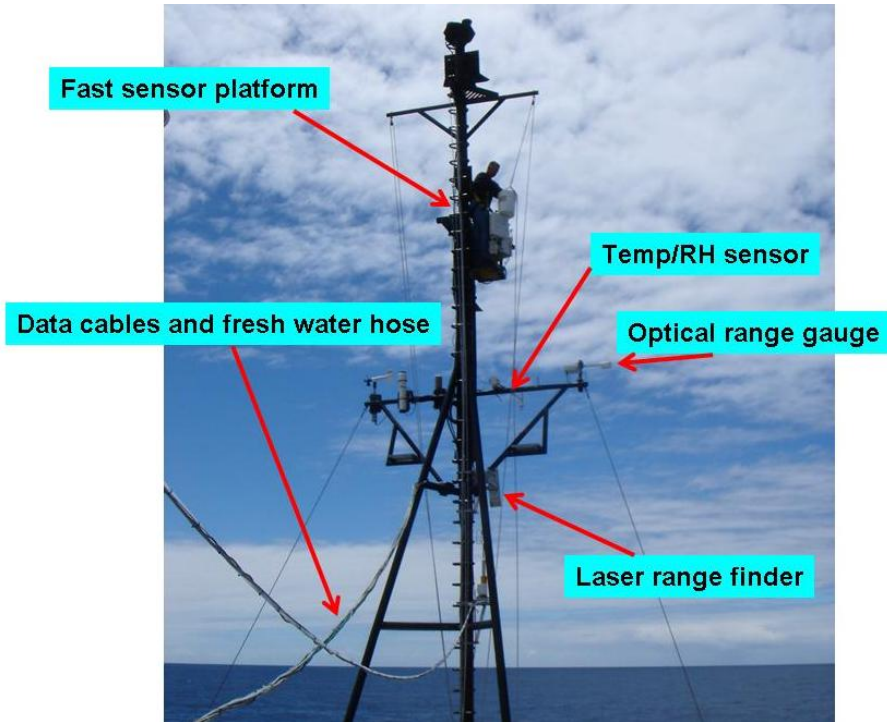 Fast sensor platform
Temp/RH sensor
Data cables and fresh water hose
Optical range gauge
Laser range finder